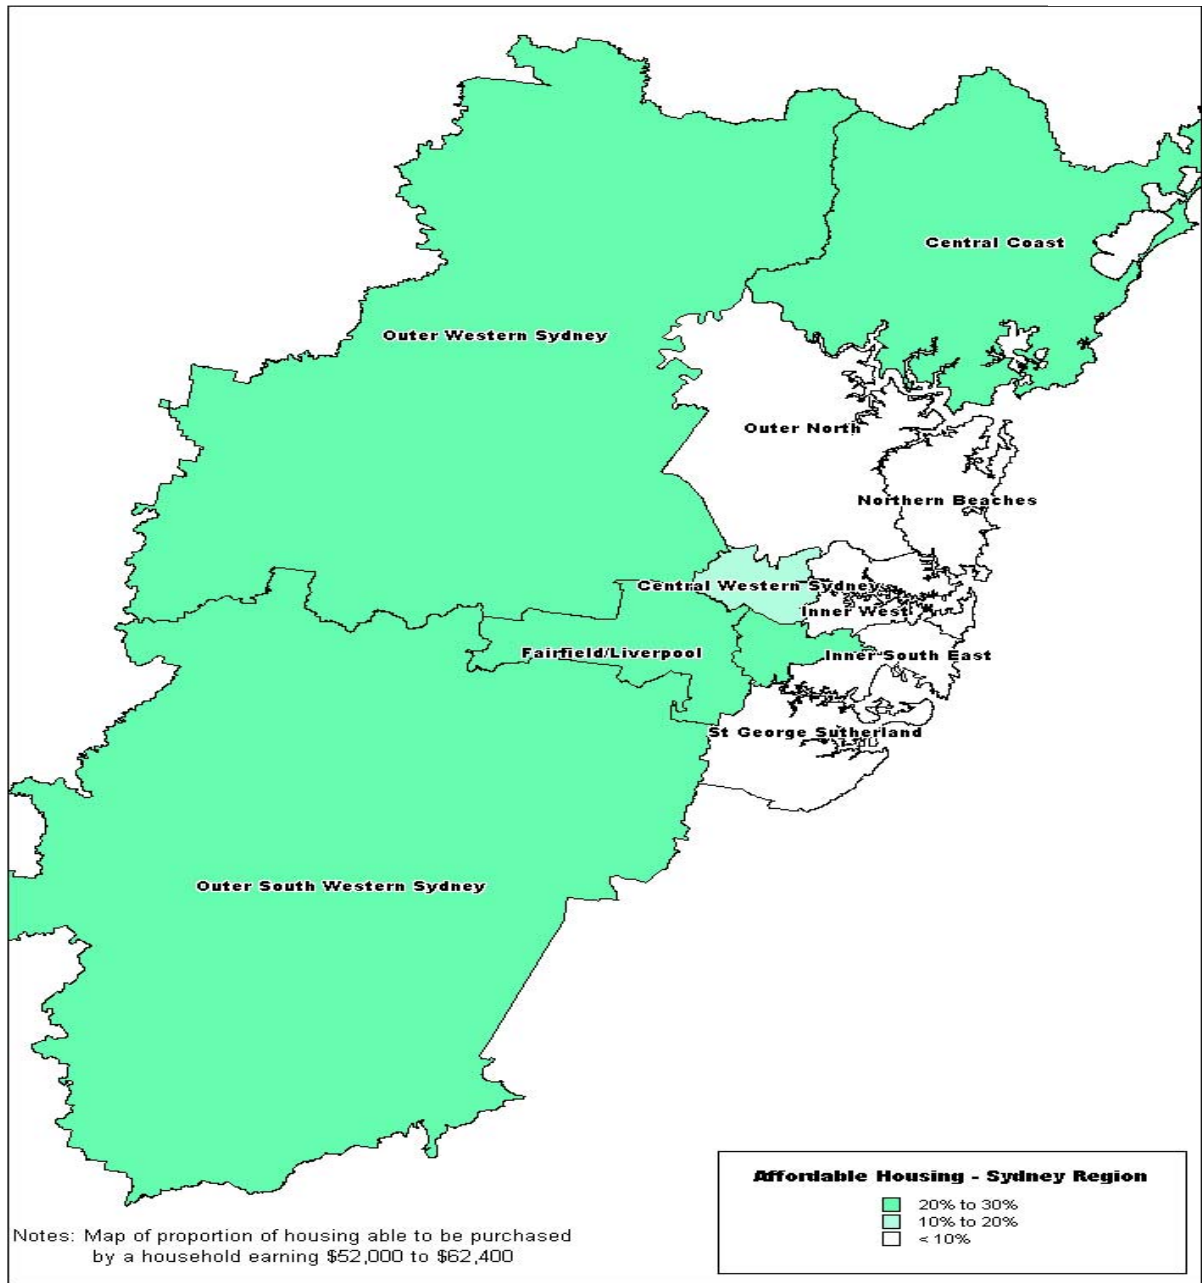 Central Coast
Outer Western Sydney
Outer North
Northern Beaches
Central Western Sydney
Inner West
Fairfield/Liverpool
Inner South East
St George Sutherland
Outer South Western Sydney
Affordable Housing - Sydney Region
20% to 30%
10% to 20%
< 10%
Notes: Map of proportion of housing able to be purchased
by a household earning $52,000 to $62,400